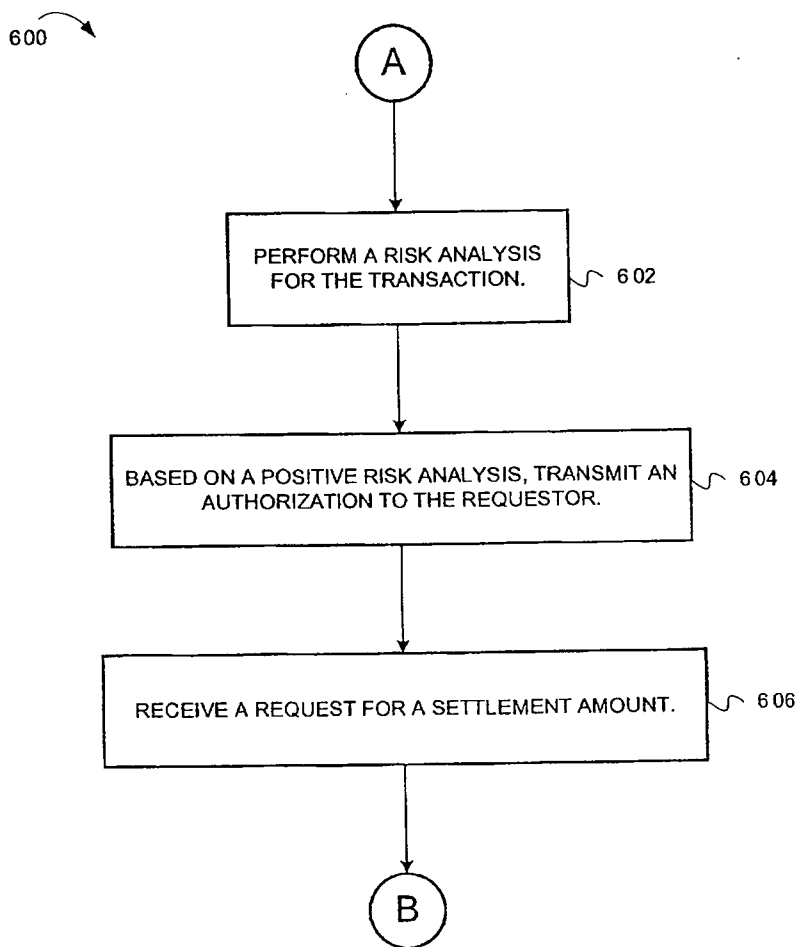 600
A
PERFORM A RISK ANALYSIS
FOR THE TRANSACTION.
602
BASED ON A POSITIVE RISK ANALYSIS, TRANSMIT AN
AUTHORIZATION TO THE REQUESTOR.
604
RECEIVE A REQUEST FOR A SETTLEMENT AMOUNT.
606
B